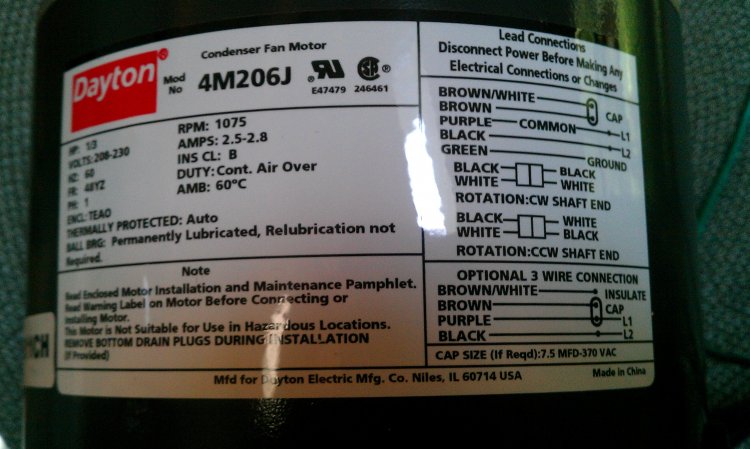 Dayton®
Condenser Fan Motor
Mod No 4M206J
E47479 246461
HP: 1/3
VOLTS: 208-230
HZ: 60
FR: 48YZ
PH: 1
ENCL: TEAO
THERMALLY PROTECTED: Auto
BALL BRG: Permanently Lubricated, Relubrication not
Required.
RPM: 1075
AMPS: 2.5-2.8
INS CL: B
DUTY: Cont. Air Over
AMB: 60°C
Note
Read Enclosed Motor Installation and Maintenance Pamphlet.
Read Warning Label on Motor Before Connecting or
Installing Motor.
This Motor is Not Suitable for Use in Hazardous Locations.
REMOVE BOTTOM DRAIN PLUGS DURING INSTALLATION
(If Provided)
Lead Connections
Disconnect Power Before Making Any
Electrical Connections or Changes
BROWN/WHITE
BROWN CAP
PURPLE COMMON L1
BLACK L2
GREEN GROUND
BLACK BLACK
WHITE WHITE
ROTATION:CW SHAFT END
BLACK WHITE
WHITE BLACK
ROTATION:CCW SHAFT END
OPTIONAL 3 WIRE CONNECTION
BROWN/WHITE INSULATE
BROWN CAP
PURPLE L1
BLACK L2
CAP SIZE (If Reqd):7.5 MFD-370 VAC
Mfd for Dayton Electric Mfg. Co. Niles, IL 60714 USA
Made in China